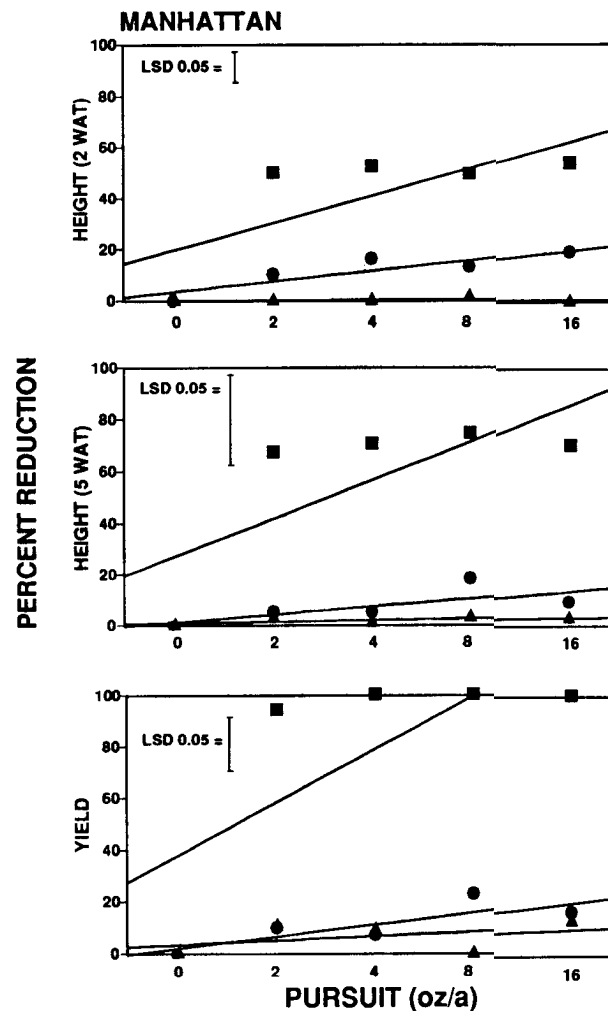 MANHATTAN
PERCENT REDUCTION
HEIGHT (2 WAT)
100
80
60
40
20
0
LSD 0.05 =
0 2 4 8 16
HEIGHT (5 WAT)
100
80
60
40
20
0
LSD 0.05 =
0 2 4 8 16
YIELD
100
80
60
40
20
0
LSD 0.05 =
0 2 4 8 16
PURSUIT (oz/a)